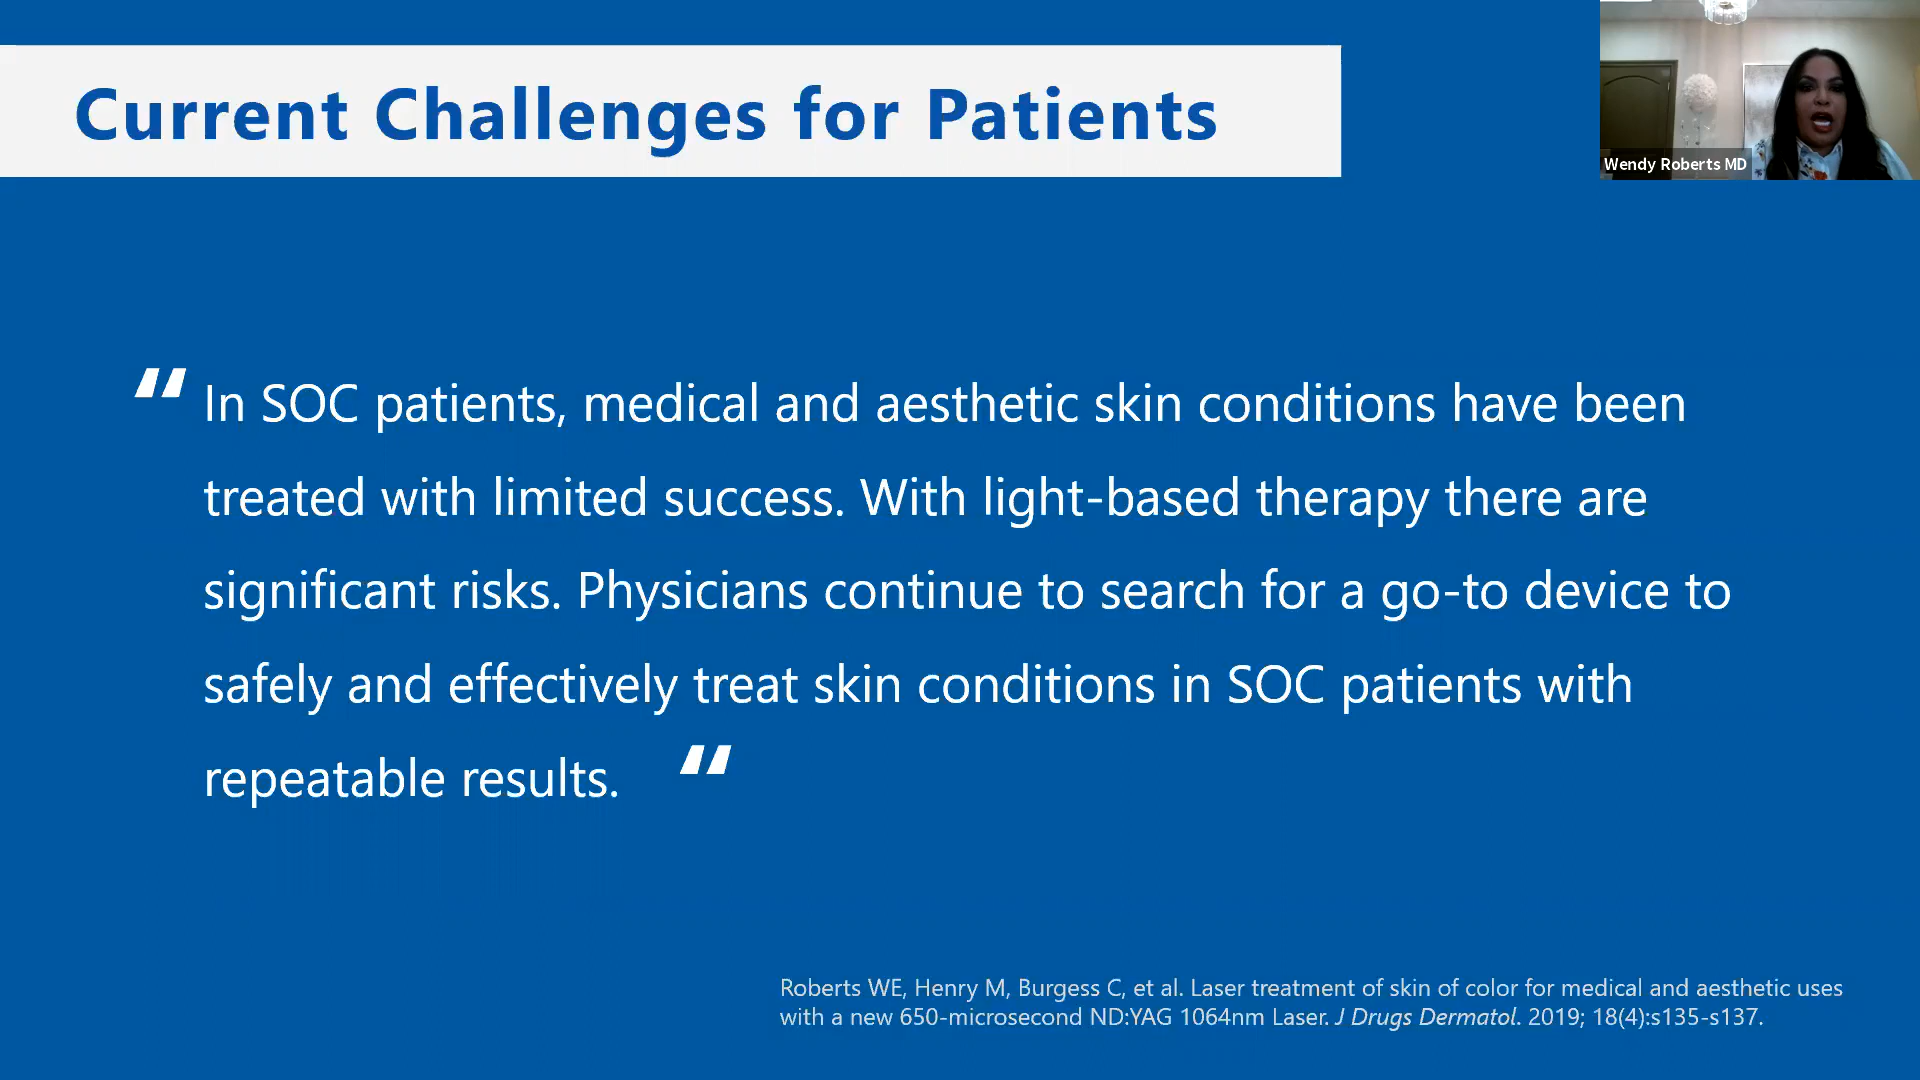 Current Challenges for Patients
Wendy Roberts MD
“ In SOC patients, medical and aesthetic skin conditions have been
treated with limited success. With light-based therapy there are
significant risks. Physicians continue to search for a go-to device to
safely and effectively treat skin conditions in SOC patients with
repeatable results. “
Roberts WE, Henry M, Burgess C, et al. Laser treatment of skin of color for medical and aesthetic uses
with a new 650-microsecond ND:YAG 1064nm Laser. J Drugs Dermatol. 2019; 18(4):s135-s137.